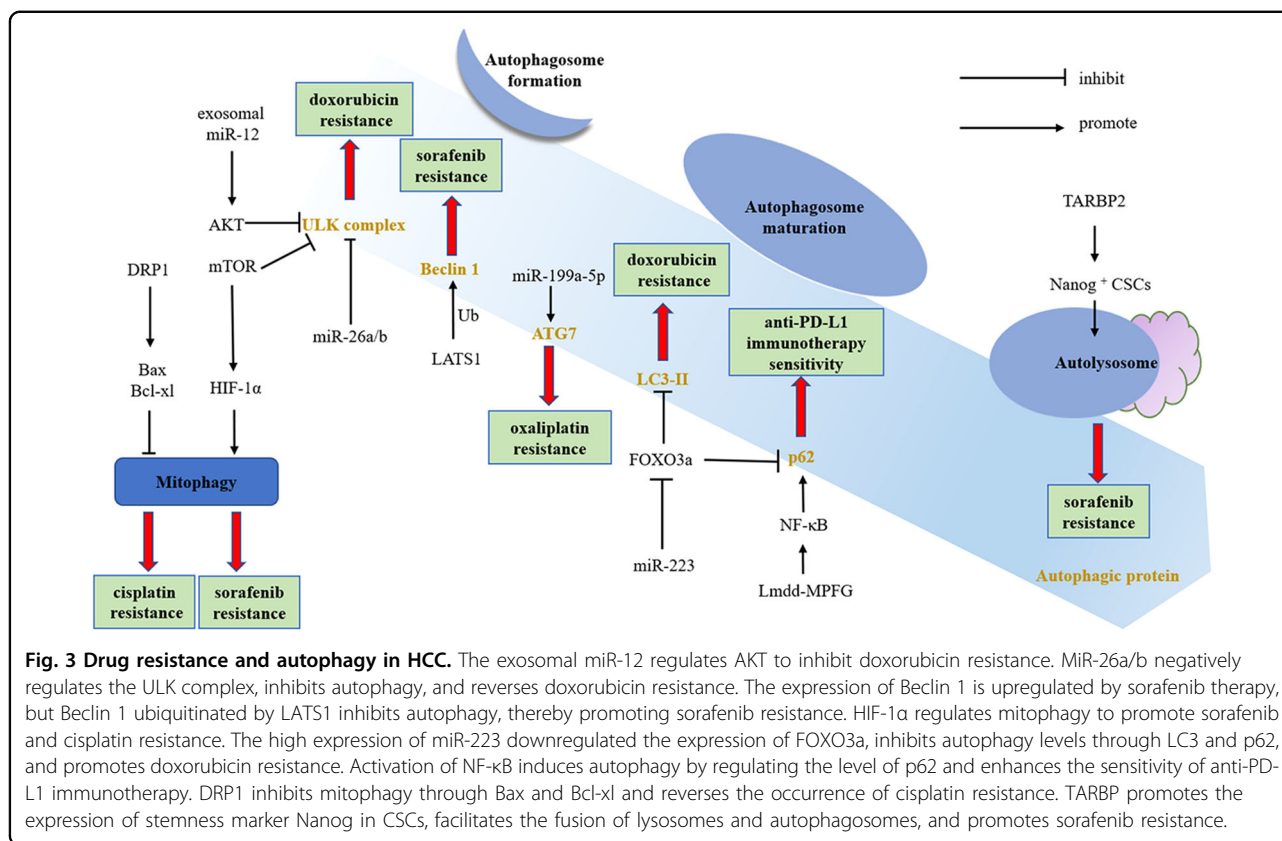 Autophagosome
formation
inhibit
promote
exosomal
miR-12
doxorubicin
resistance
sorafenib
resistance
Autophagosome
maturation
TARBP2
AKT
ULK complex
DRP1
mTOR
Beclin 1
miR-199a-5p
doxorubicin
resistance
Nanog + CSCs
miR-26a/b
Ub
LATS1
ATG7
anti-PD-L1
immunotherapy
sensitivity
Autolysosome
Bax
Bcl-xl
HIF-1α
LC3-II
oxaliplatin
resistance
FOXO3a
p62
Mitophagy
sorafenib
resistance
NF-κB
miR-223
Lmdd-MPFG
Autophagic protein
cisplatin
resistance
sorafenib
resistance
Fig. 3 Drug resistance and autophagy in HCC. The exosomal miR-12 regulates AKT to inhibit doxorubicin resistance. MiR-26a/b negatively
regulates the ULK complex, inhibits autophagy, and reverses doxorubicin resistance. The expression of Beclin 1 is upregulated by sorafenib therapy,
but Beclin 1 ubiquitinated by LATS1 inhibits autophagy, thereby promoting sorafenib resistance. HIF-1α regulates mitophagy to promote sorafenib
and cisplatin resistance. The high expression of miR-223 downregulated the expression of FOXO3a, inhibits autophagy levels through LC3 and p62,
and promotes doxorubicin resistance. Activation of NF-κB induces autophagy by regulating the level of p62 and enhances the sensitivity of anti-PD-
L1 immunotherapy. DRP1 inhibits mitophagy through Bax and Bcl-xl and reverses the occurrence of cisplatin resistance. TARBP promotes the
expression of stemness marker Nanog in CSCs, facilitates the fusion of lysosomes and autophagosomes, and promotes sorafenib resistance.